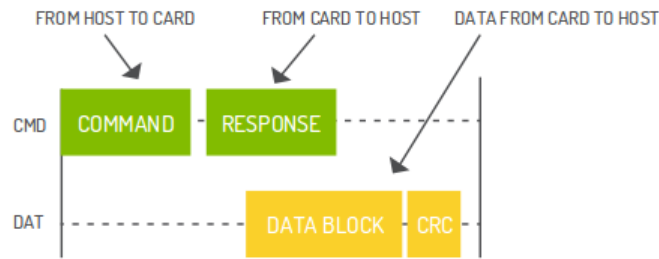 FROM HOST TO CARD
FROM CARD TO HOST
DATA FROM CARD TO HOST
CMD
COMMAND
RESPONSE
DAT
DATA BLOCK
CRC